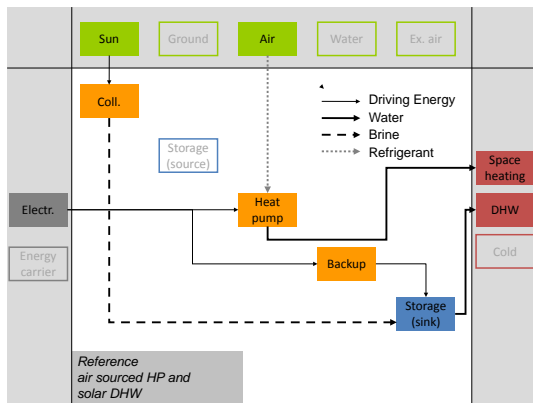 Sun
Ground
Air
Water
Ex. air
Coll.
Driving Energy
Water
Brine
Refrigerant
Storage
(source)
Space
heating
Electr.
Heat
pump
DHW
Energy
carrier
Backup
Cold
Storage
(sink)
Reference
air sourced HP and
solar DHW